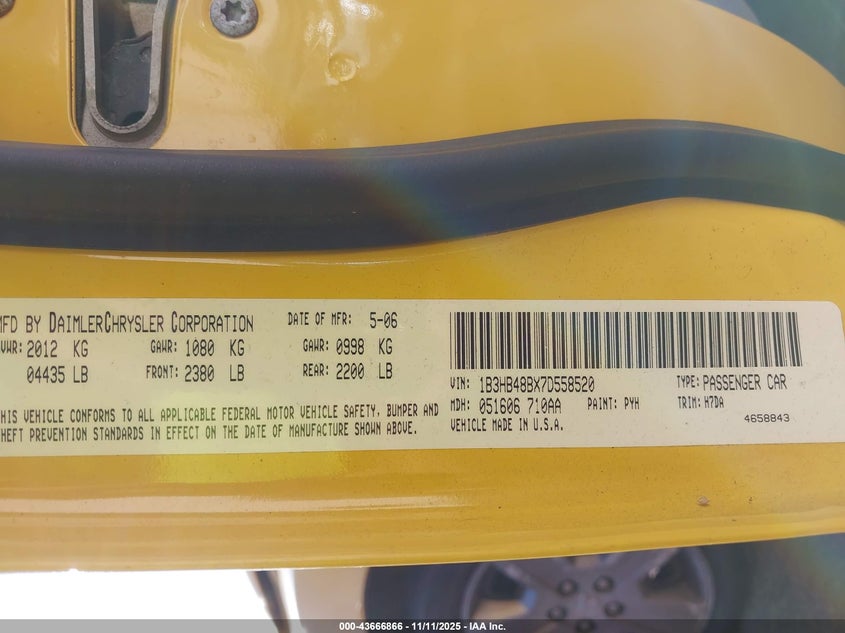 MFD BY DAIMLERCHRYSLER CORPORATION DATE OF MFR: 5-06
VWR: 2012 KG GAWR: 1080 KG GAWR: 0998 KG
04435 LB FRONT: 2380 LB REAR: 2200 LB
THIS VEHICLE CONFORMS TO ALL APPLICABLE FEDERAL MOTOR VEHICLE SAFETY, BUMPER AND
THEFT PREVENTION STANDARDS IN EFFECT ON THE DATE OF MANUFACTURE SHOWN ABOVE.
VIN: 1B3HB48BX7D558520 TYPE: PASSENGER CAR
MDH: 051606 710AA PAINT: PYH TRIM: H7DA
VEHICLE MADE IN U.S.A. 4658843
000-43666866 - 11/11/2025 - IAA Inc.